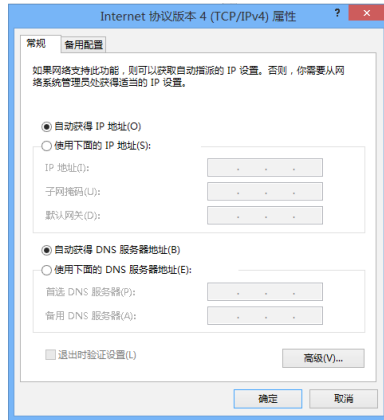 Internet 协议版本 4 (TCP/IPv4) 属性
?
×
常规
备用配置
如果网络支持此功能，则可以获取自动指派的 IP 设置。否则，你需要从网
络系统管理员处获得适当的 IP 设置。
自动获得 IP 地址(O)
使用下面的 IP 地址(S):
IP 地址(I):
子网掩码(U):
默认网关(D):
自动获得 DNS 服务器地址(B)
使用下面的 DNS 服务器地址(E):
首选 DNS 服务器(P):
备用 DNS 服务器(A):
退出时验证设置(L)
高级(V)...
确定
取消